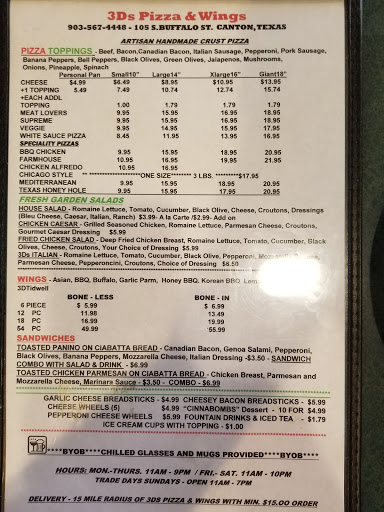 3Ds Pizza & Wings
903-567-4448 - 105 S.BUFFALO ST. CANTON,TEXAS
ARTISAN HANDMADE CRUST PIZZA
PIZZA TOPPINGS - Beef, Bacon,Canadian Bacon, Italian Sausage, Pepperoni, Pork Sausage,
Banana Peppers, Bell Peppers, Black Olives, Green Olives, Jalapenos, Mushrooms,
Onions, Pineapple, Spinach
Personal Pan Small10" Large14" Xlarge16" Giant18"
CHEESE $4.99 $6.49 $8.95 $10.95 $13.95
+1 TOPPING 5.49 7.49 10.74 12.74 15.74
+EACH ADDL
TOPPING 1.00 1.79 1.79 1.79
MEAT LOVERS 9.95 15.95 16.95 18.95
SUPREME 9.95 15.95 16.95 18.95
VEGGIE 9.95 14.95 15.95 17.95
WHITE SAUCE PIZZA 8.45 11.95 13.95 16.95
SPECIALITY PIZZAS
BBQ CHICKEN 9.95 15.95 18.95 20.95
FARMHOUSE 10.95 16.95 19.95 21.95
CHICKEN ALFREDO 10.95 16.95
CHICAGO STYLE ONE SIZE 3 LBS. $17.95
MEDITERRANEAN 9.95 15.95 18.95 20.95
TEXAS HONEY HOLE 9.95 15.95 17.95 20.95
FRESH GARDEN SALADS
HOUSE SALAD - Romaine Lettuce, Tomato, Cucumber, Black Olive, Cheese, Croutons, Dressings
(Bleu Cheese, Caesar, Italian, Ranch) $3.99- A la Carte /$2.99- Add on
CHICKEN CAESAR - Grilled Seasoned Chicken, Romaine Lettuce, Parmesan Cheese, Croutons,
Gourmet Caesar Dressing $5.99
FRIED CHICKEN SALAD - Deep Fried Chicken Breast, Romaine Lettuce, Tomato, Cucumber, Black
Olives, Cheese, Croutons, Your Choice of Dressing $5.99
3Ds ITALIAN - Romaine Lettuce, Tomato, Cucumber, Black Olive, Pepperoni,
Parmesan Cheese, Pepperoncini, Croutons, Choice of Dressing $6.50
WINGS - Asian, BBQ, Buffalo, Garlic Parm, Honey BBQ, Korean BBQ,
3DTidwell
BONE - LESS BONE - IN
6 PIECE $ 5.99 $ 6.99
12 PC 11.98 13.49
18 PC 16.99 19.99
54 PC 49.99 55.99
SANDWICHES
TOASTED PANINO ON CIABATTA BREAD - Canadian Bacon, Genoa Salami, Pepperoni,
Black Olives, Banana Peppers, Mozzarella Cheese, Italian Dressing -$3.50 - SANDWICH
COMBO WITH SALAD & DRINK - $6.99
TOASTED CHICKEN PARMESAN ON CIABATTA BREAD - Chicken Breast, Parmesan and
Mozzarella Cheese, Marinara Sauce - $3.50 - COMBO - $6.99
GARLIC CHEESE BREADSTICKS - $4.99 CHEESEY BACON BREADSTICKS - $5.99
CHEESE WHEELS (5) $4.99 "CINNABOMBS" Dessert - 10 FOR $4.99
PEPPERONI CHEESE WHEELS $5.99 FOUNTAIN DRINKS & ICED TEA - $1.79
ICE CREAM CUPS WITH TOPPING - $1.00
****BYOB****CHILLED GLASSES AND MUGS PROVIDED****BYOB****
HOURS: MON.-THURS. 11AM - 9PM / FRI.- SAT. 11AM - 10PM
TRADE DAYS SUNDAYS - OPEN 11AM - 7PM
DELIVERY - 15 MILE RADIUS OF 3DS PIZZA & WINGS WITH MIN. $15.00 ORDER